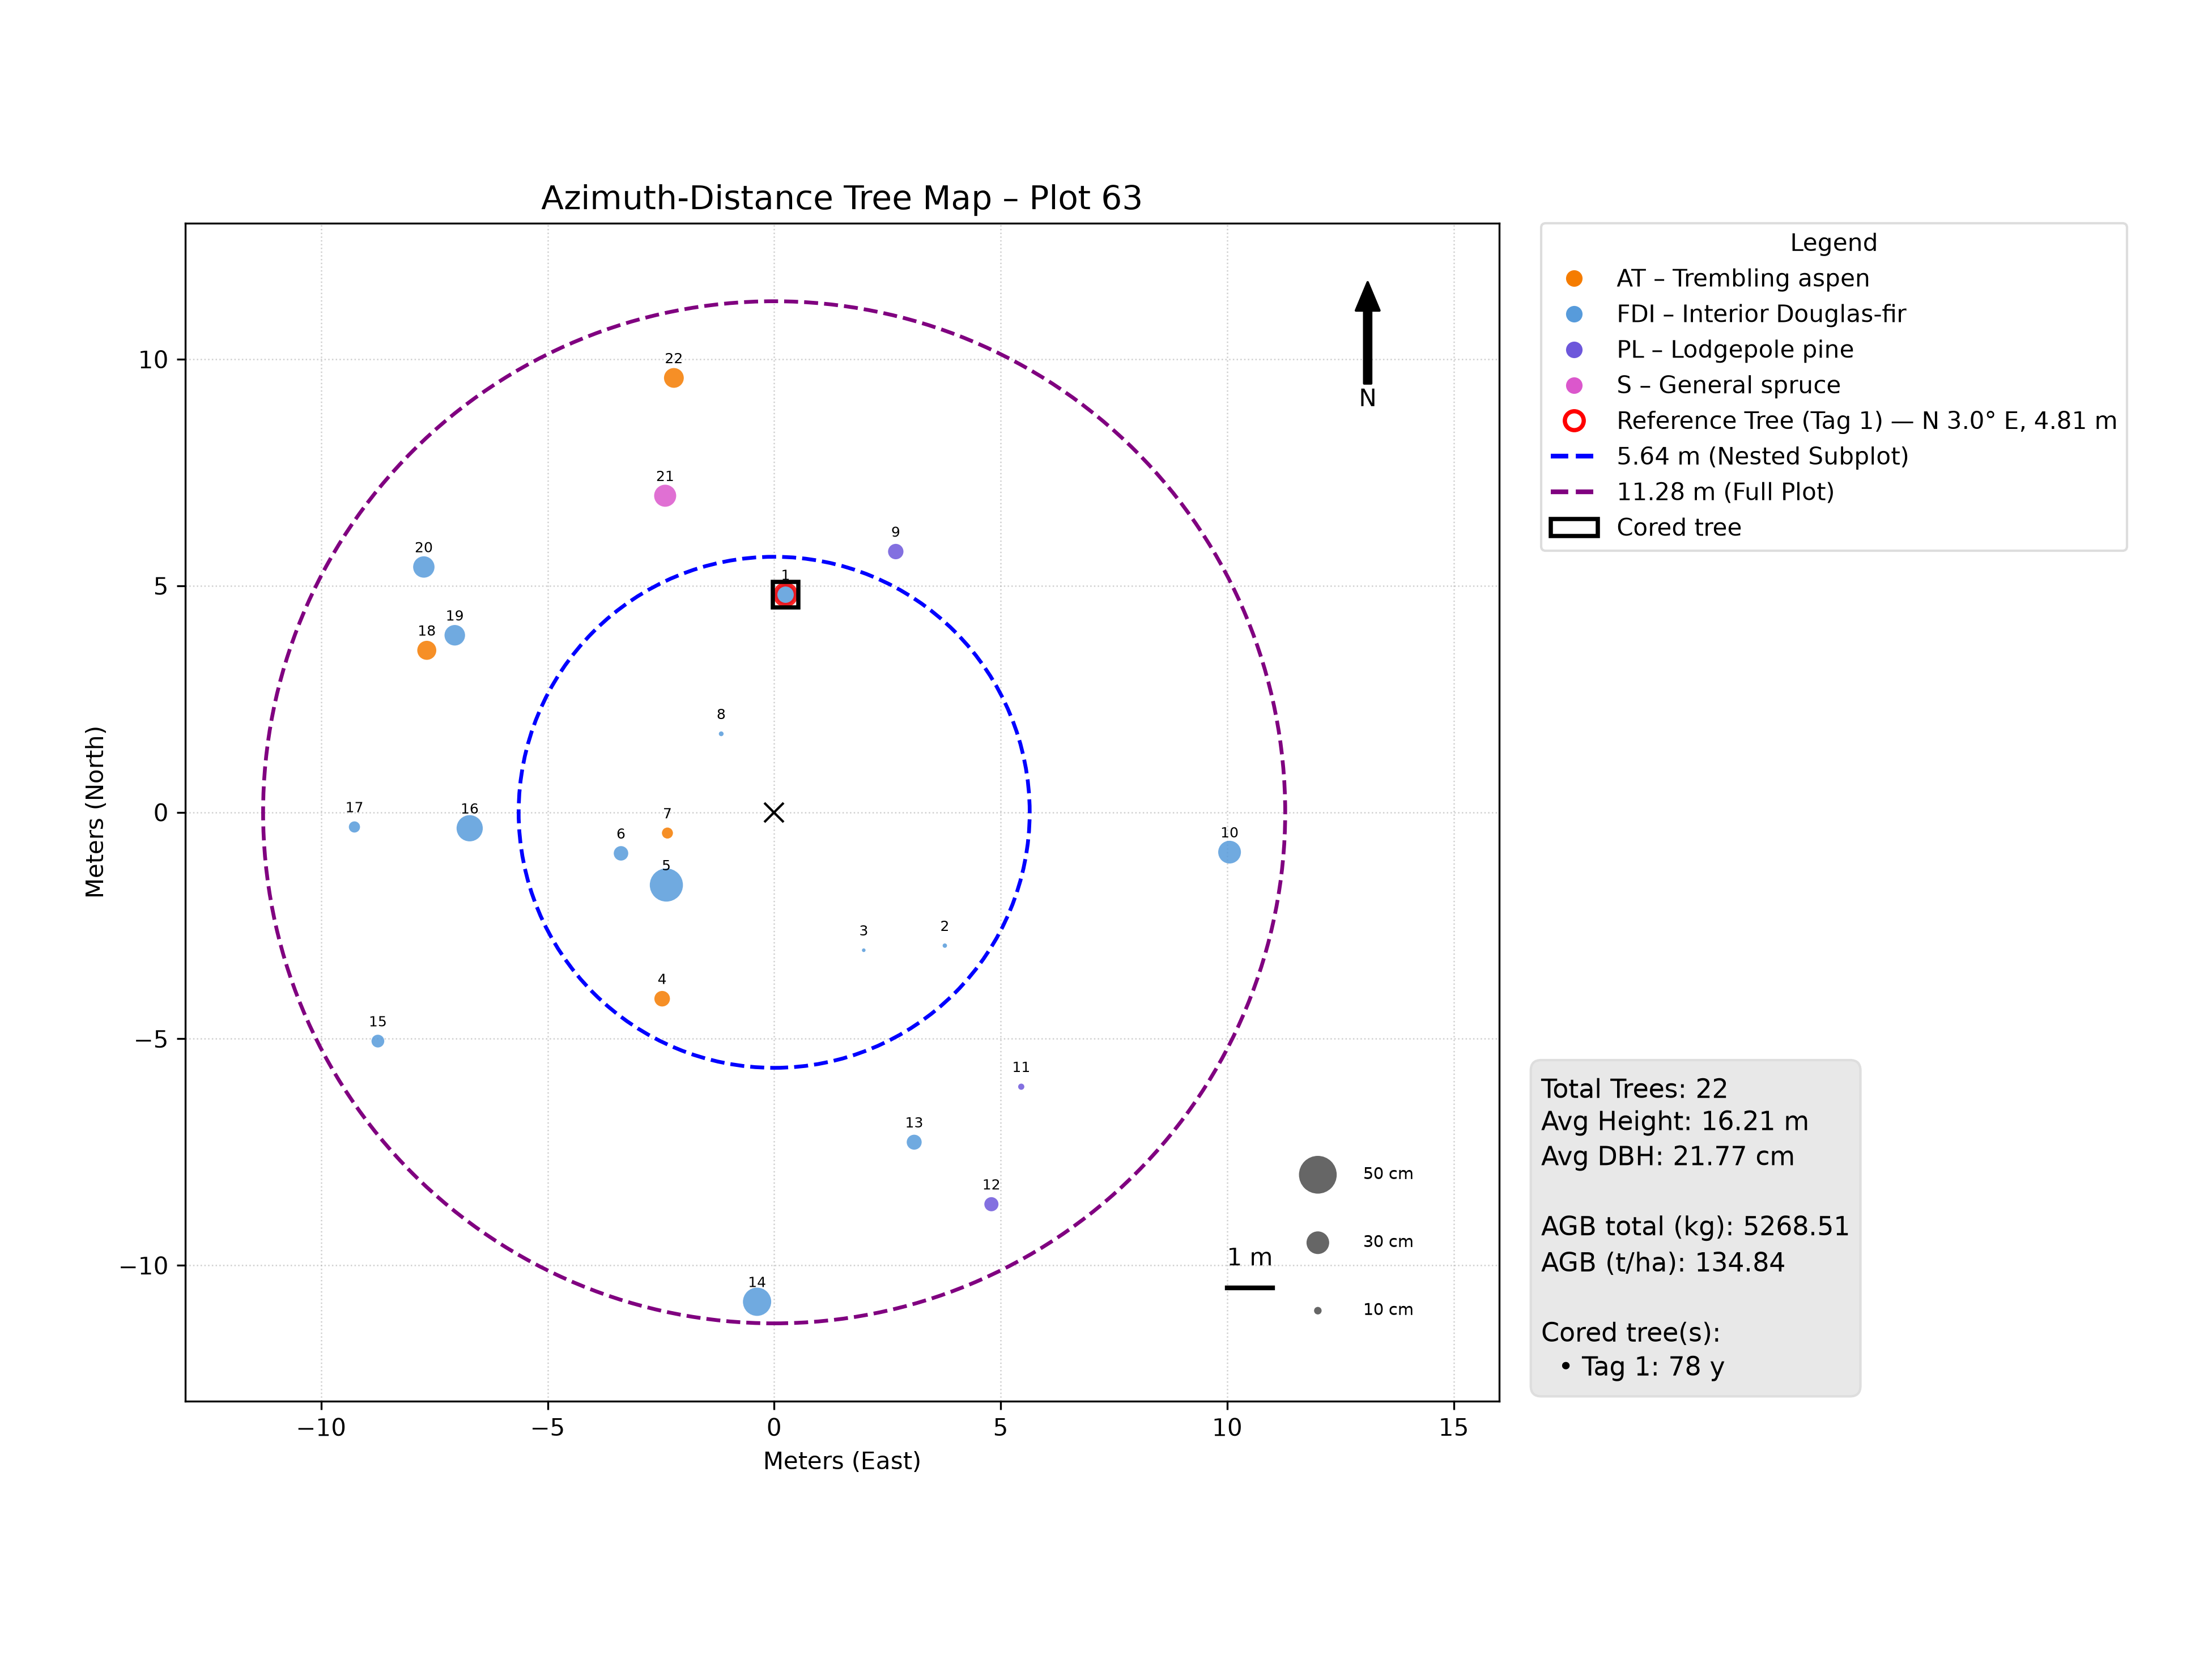 Azimuth-Distance Tree Map – Plot 63
Legend
AT – Trembling aspen
FDI – Interior Douglas-fir
PL – Lodgepole pine
S – General spruce
Reference Tree (Tag 1) — N 3.0° E, 4.81 m
5.64 m (Nested Subplot)
11.28 m (Full Plot)
Cored tree
N
22
21
9
20
1
19
18
8
17
16
7
6
10
5
3
2
4
15
11
13
12
14
50 cm
30 cm
10 cm
1 m
10
5
0
−5
−10
Meters (North)
−10
−5
0
5
10
15
Meters (East)
Total Trees: 22
Avg Height: 16.21 m
Avg DBH: 21.77 cm
AGB total (kg): 5268.51
AGB (t/ha): 134.84
Cored tree(s):
• Tag 1: 78 y